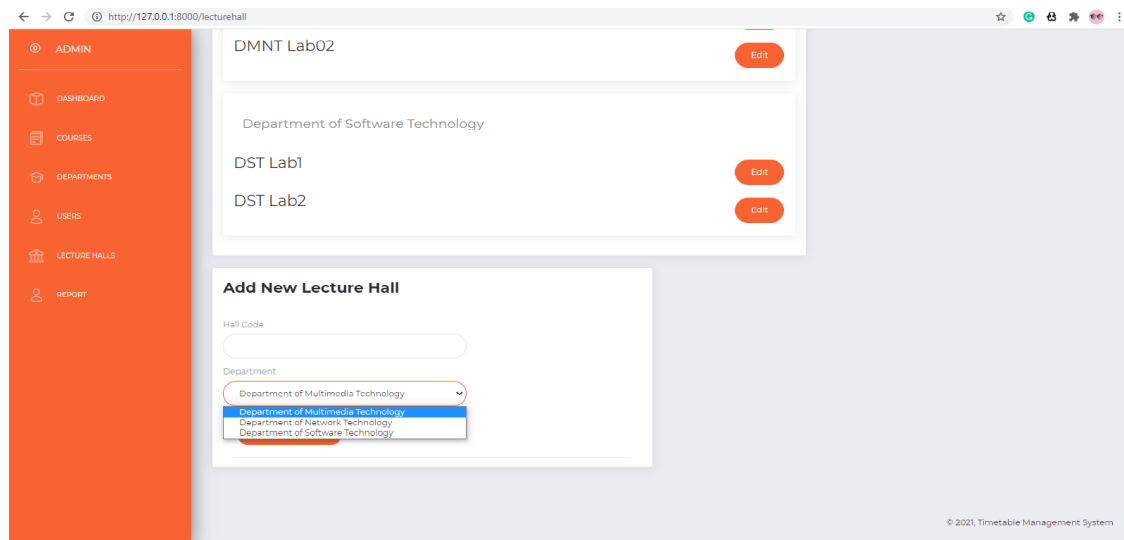 http://127.0.0.1:8000/lecturehall
ADMIN
DASHBOARD
COURSES
DEPARTMENTS
USERS
LECTURE HALLS
REPORT
DMNT Lab02
Edit
Department of Software Technology
DST Lab1
Edit
DST Lab2
Edit
Add New Lecture Hall
Hall Code
Department
Department of Multimedia Technology
Department of Multimedia Technology
Department of Network Technology
Department of Software Technology
© 2021, Timetable Management System